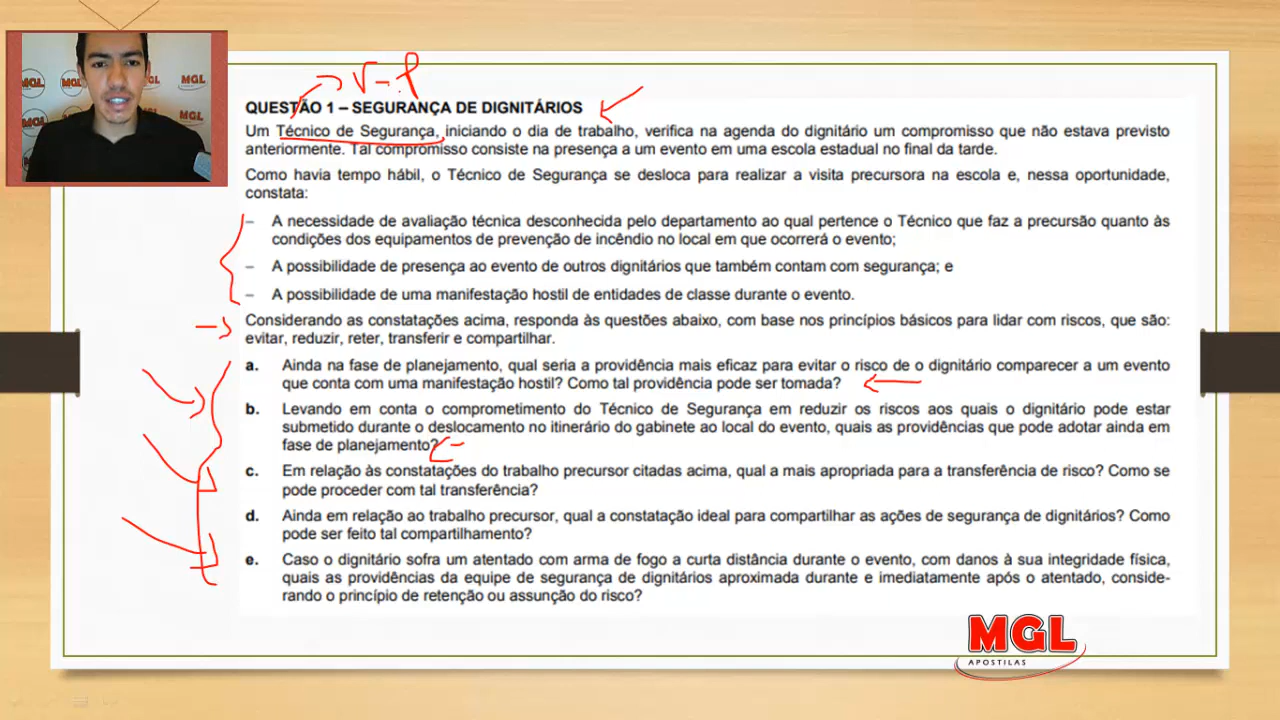 MGL MGL MGL
MGL
MGL MGL
V-P
QUESTÃO 1 – SEGURANÇA DE DIGNITÁRIOS
Um Técnico de Segurança, iniciando o dia de trabalho, verifica na agenda do dignitário um compromisso que não estava previsto
anteriormente. Tal compromisso consiste na presença a um evento em uma escola estadual no final da tarde.
Como havia tempo hábil, o Técnico de Segurança se desloca para realizar a visita precursora na escola e, nessa oportunidade,
constata:
– A necessidade de avaliação técnica desconhecida pelo departamento ao qual pertence o Técnico que faz a precursão quanto às
condições dos equipamentos de prevenção de incêndio no local em que ocorrerá o evento;
– A possibilidade de presença ao evento de outros dignitários que também contam com segurança; e
– A possibilidade de uma manifestação hostil de entidades de classe durante o evento.
Considerando as constatações acima, responda às questões abaixo, com base nos princípios básicos para lidar com riscos, que são:
evitar, reduzir, reter, transferir e compartilhar.
a. Ainda na fase de planejamento, qual seria a providência mais eficaz para evitar o risco de o dignitário comparecer a um evento
que conta com uma manifestação hostil? Como tal providência pode ser tomada?
b. Levando em conta o comprometimento do Técnico de Segurança em reduzir os riscos aos quais o dignitário pode estar
submetido durante o deslocamento no itinerário do gabinete ao local do evento, quais as providências que pode adotar ainda em
fase de planejamento?
c. Em relação às constatações do trabalho precursor citadas acima, qual a mais apropriada para a transferência de risco? Como se
pode proceder com tal transferência?
d. Ainda em relação ao trabalho precursor, qual a constatação ideal para compartilhar as ações de segurança de dignitários? Como
pode ser feito tal compartilhamento?
e. Caso o dignitário sofra um atentado com arma de fogo a curta distância durante o evento, com danos à sua integridade física,
quais as providências da equipe de segurança de dignitários aproximada durante e imediatamente após o atentado, conside-
rando o princípio de retenção ou assunção do risco?
MGL
APOSTILAS